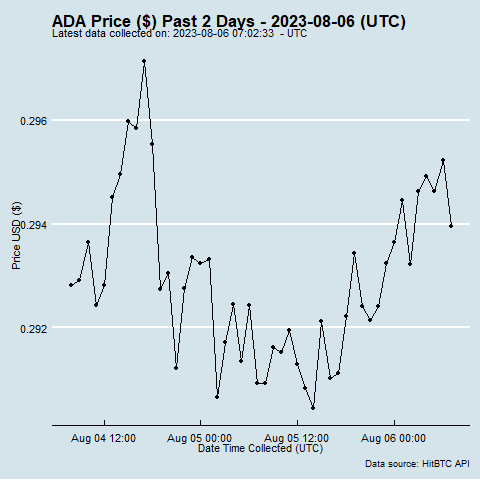 ADA Price ($) Past 2 Days - 2023-08-06 (UTC)
Latest data collected on: 2023-08-06 07:02:33 - UTC
0.296
0.294
0.292
Price USD ($)
Aug 04 12:00 Aug 05 00:00 Aug 05 12:00 Aug 06 00:00
Date Time Collected (UTC)
Data source: HitBTC API